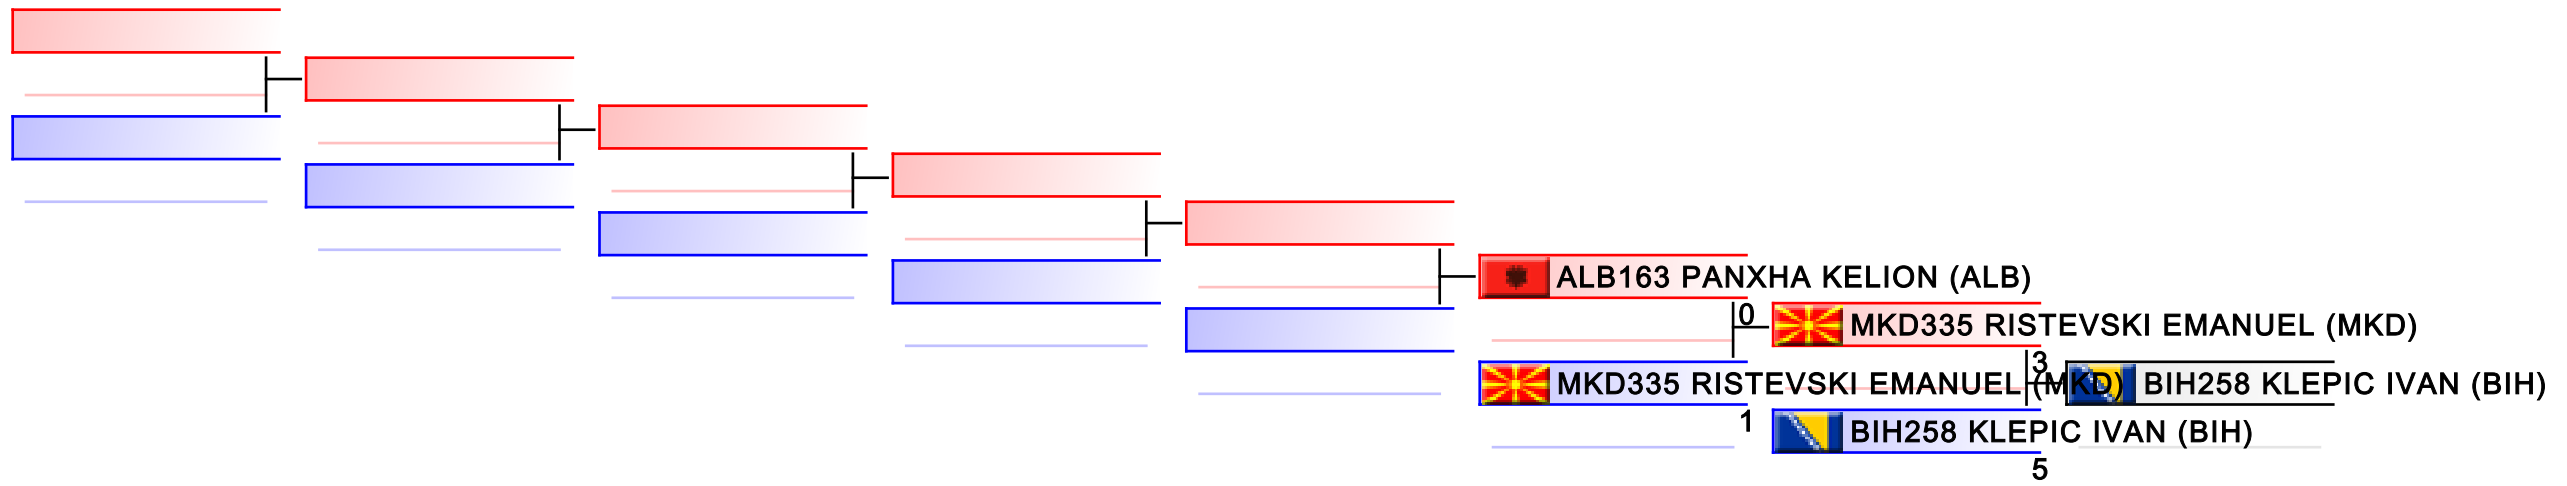 ALB163 PANXHA KELION (ALB)
0
MKD335 RISTEVSKI EMANUEL (MKD)
1
MKD335 RISTEVSKI EMANUEL (MKD)
3
BIH258 KLEPIC IVAN (BIH)
5
BIH258 KLEPIC IVAN (BIH)